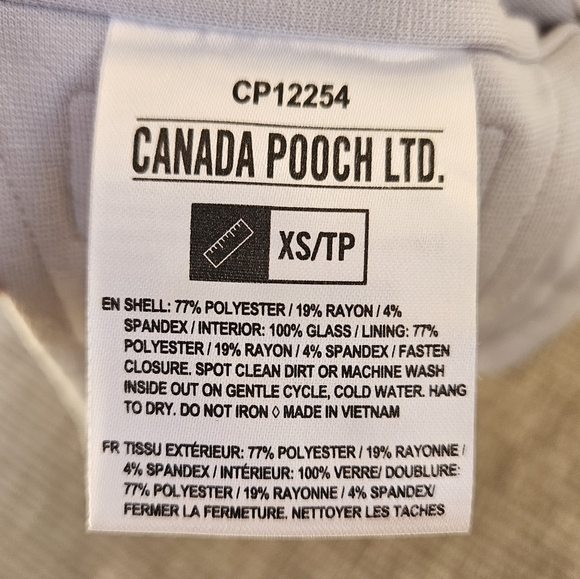 CP12254
CANADA POOCH LTD.
XS/TP
EN SHELL: 77% POLYESTER / 19% RAYON / 4%
SPANDEX / INTERIOR: 100% GLASS / LINING: 77%
POLYESTER / 19% RAYON / 4% SPANDEX / FASTEN
CLOSURE. SPOT CLEAN DIRT OR MACHINE WASH
INSIDE OUT ON GENTLE CYCLE, COLD WATER. HANG
TO DRY. DO NOT IRON ◊ MADE IN VIETNAM
FR TISSU EXTÉRIEUR: 77% POLYESTER / 19% RAYONNE /
4% SPANDEX / INTÉRIEUR: 100% VERRE/ DOUBLURE:
77% POLYESTER / 19% RAYONNE / 4% SPANDEX/
FERMER LA FERMETURE. NETTOYER LES TACHES